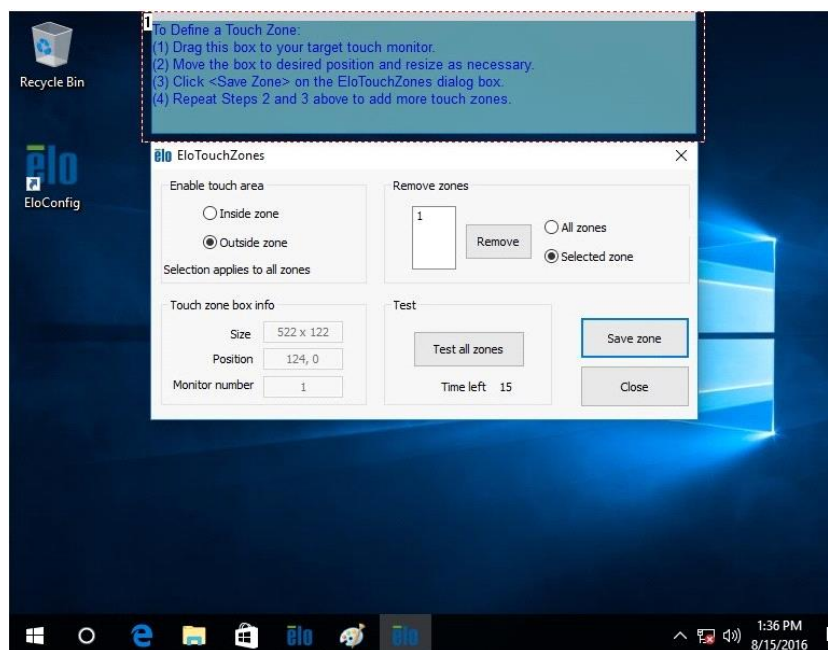 1
To Define a Touch Zone:
(1) Drag this box to your target touch monitor.
(2) Move the box to desired position and resize as necessary.
(3) Click <Save Zone> on the EloTouchZones dialog box.
(4) Repeat Steps 2 and 3 above to add more touch zones.
Recycle Bin
ēlo
EloConfig
ēlo EloTouchZones
Enable touch area
Inside zone
Outside zone
Selection applies to all zones
Remove zones
1
Remove
All zones
Selected zone
Touch zone box info
Size 522 x 122
Position 124, 0
Monitor number 1
Test
Test all zones
Time left 15
Save zone
Close
ēlo ēlo
1:36 PM
8/15/2016